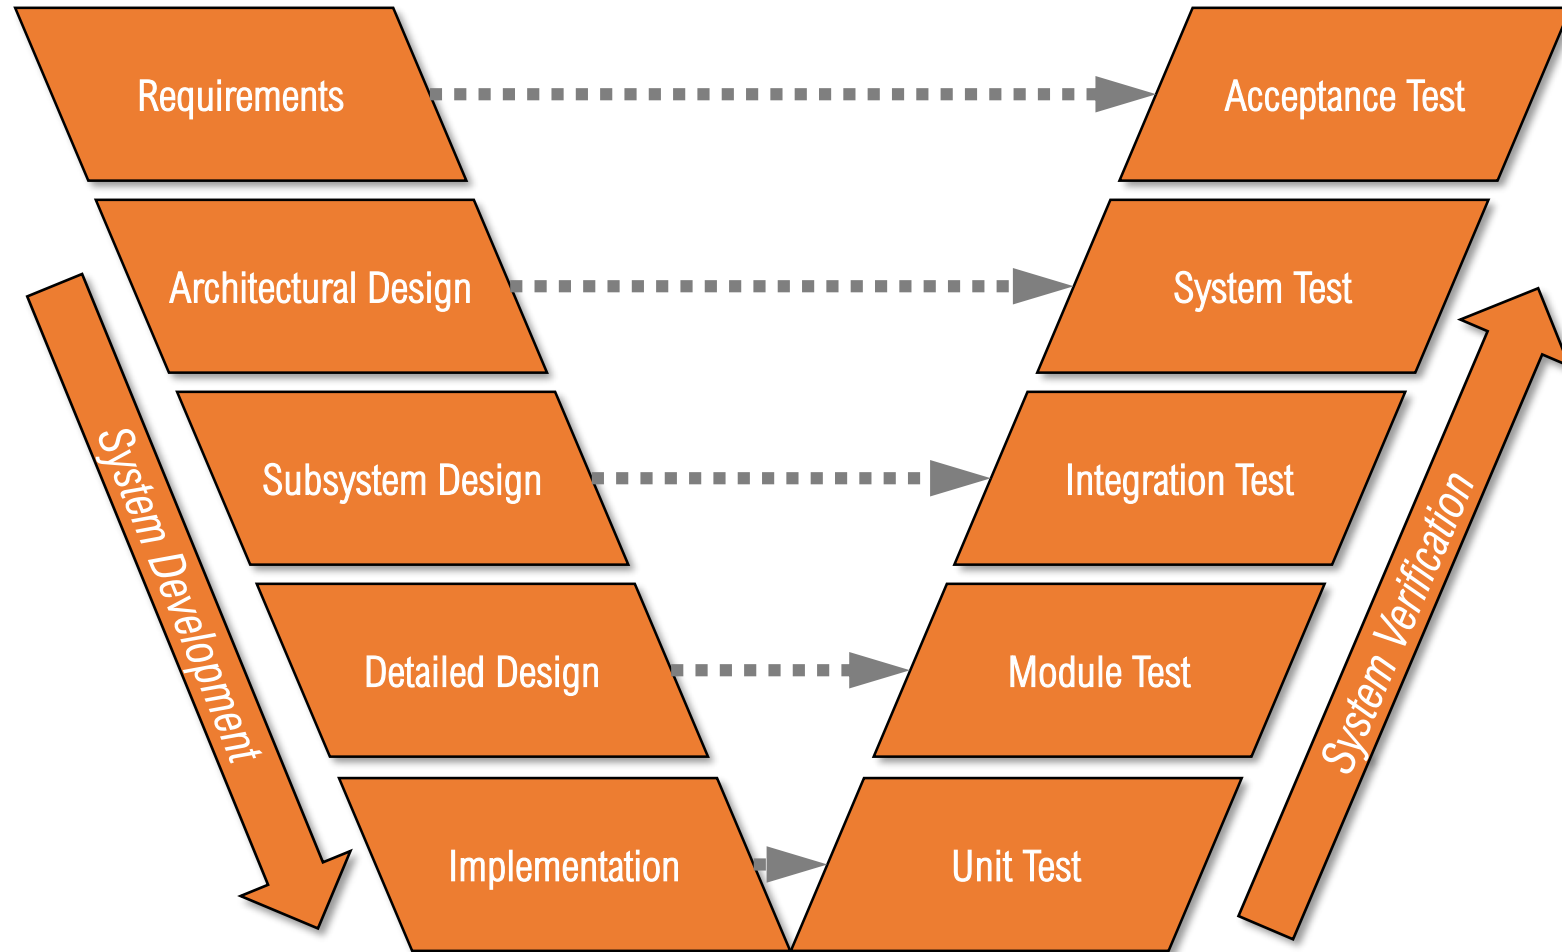 Requirements
Acceptance Test
Architectural Design
System Test
Subsystem Design
Integration Test
Detailed Design
Module Test
Implementation
Unit Test
System Development
System Verification